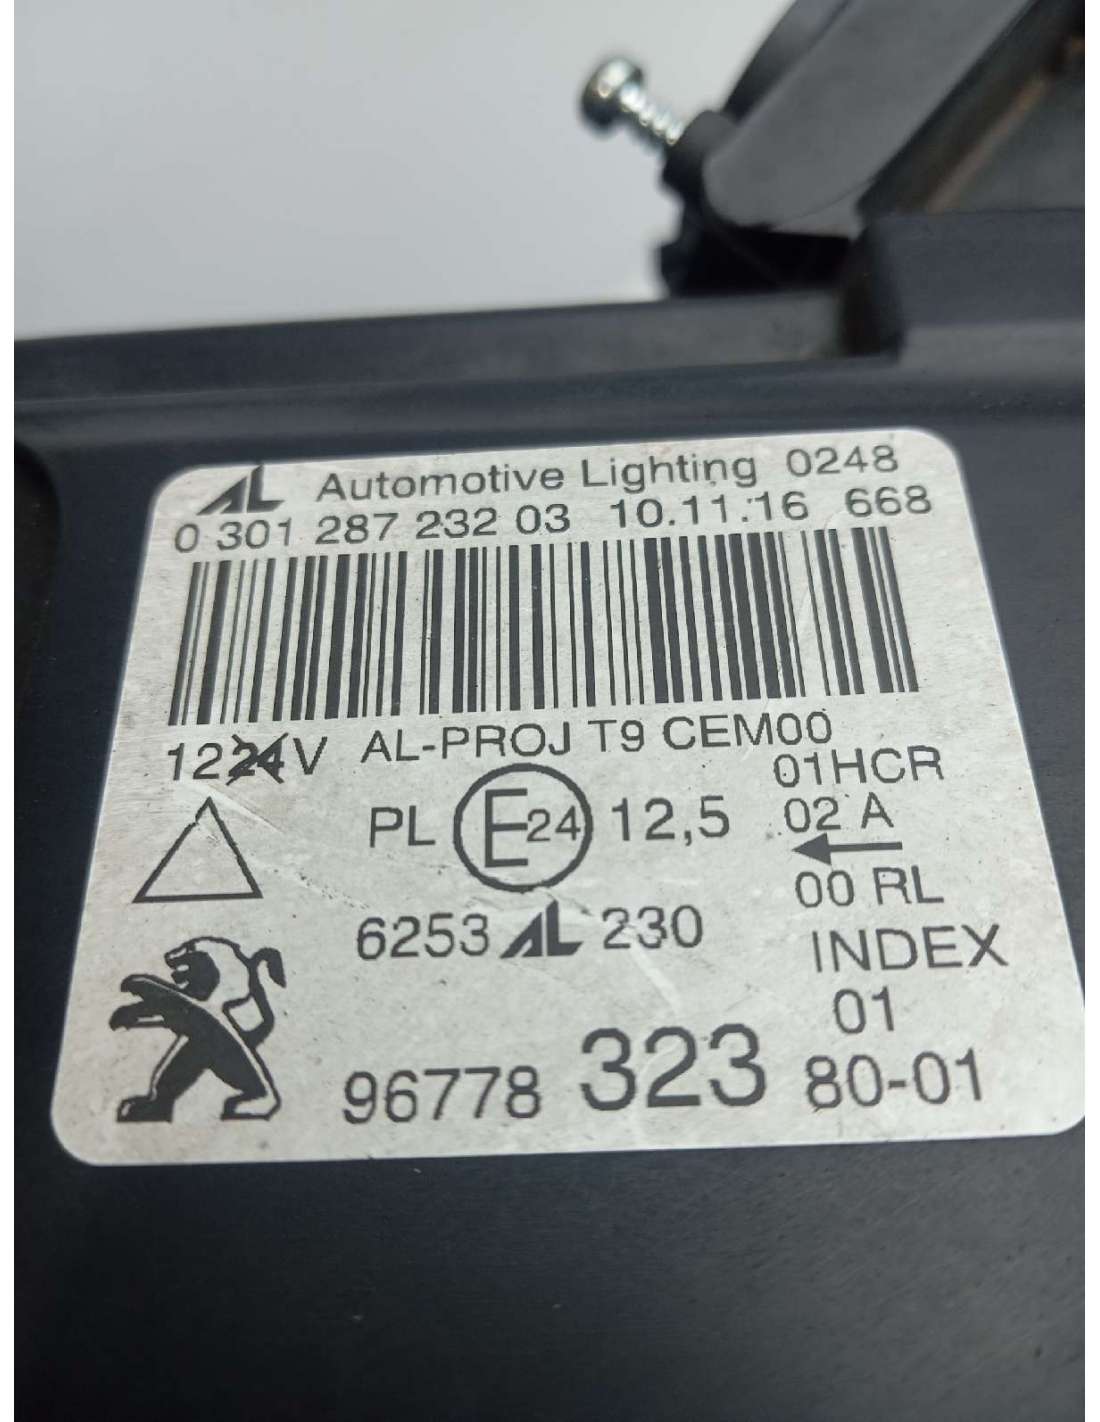 AL Automotive Lighting 0248
0 301 287 232 03 10.11.16 668
1224V AL-PROJ T9 CEM00
01HCR
PL E24 12,5 02 A
00 RL
6253 AL 230 INDEX
01
96778 323 80-01